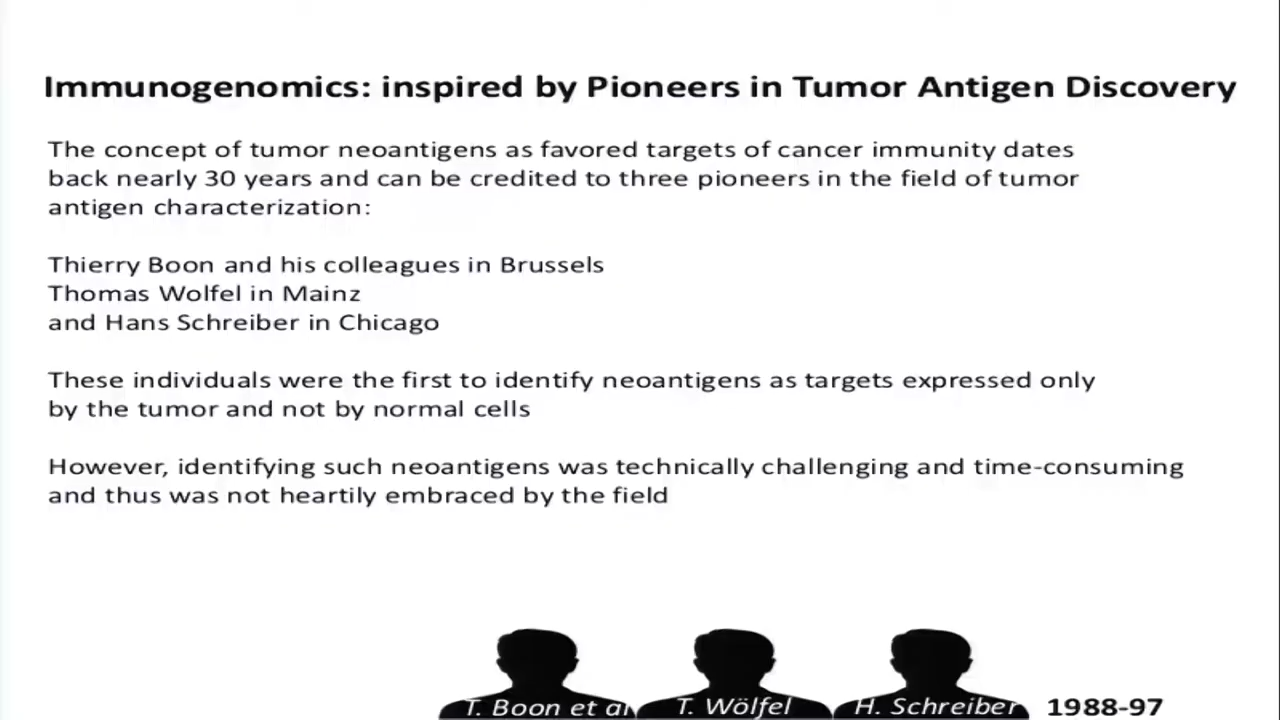 Immunogenomics: inspired by Pioneers in Tumor Antigen Discovery
The concept of tumor neoantigens as favored targets of cancer immunity dates
back nearly 30 years and can be credited to three pioneers in the field of tumor
antigen characterization:
Thierry Boon and his colleagues in Brussels
Thomas Wolfel in Mainz
and Hans Schreiber in Chicago
These individuals were the first to identify neoantigens as targets expressed only
by the tumor and not by normal cells
However, identifying such neoantigens was technically challenging and time-consuming
and thus was not heartily embraced by the field
T. Boon et al T. Wölfel H. Schreiber 1988-97